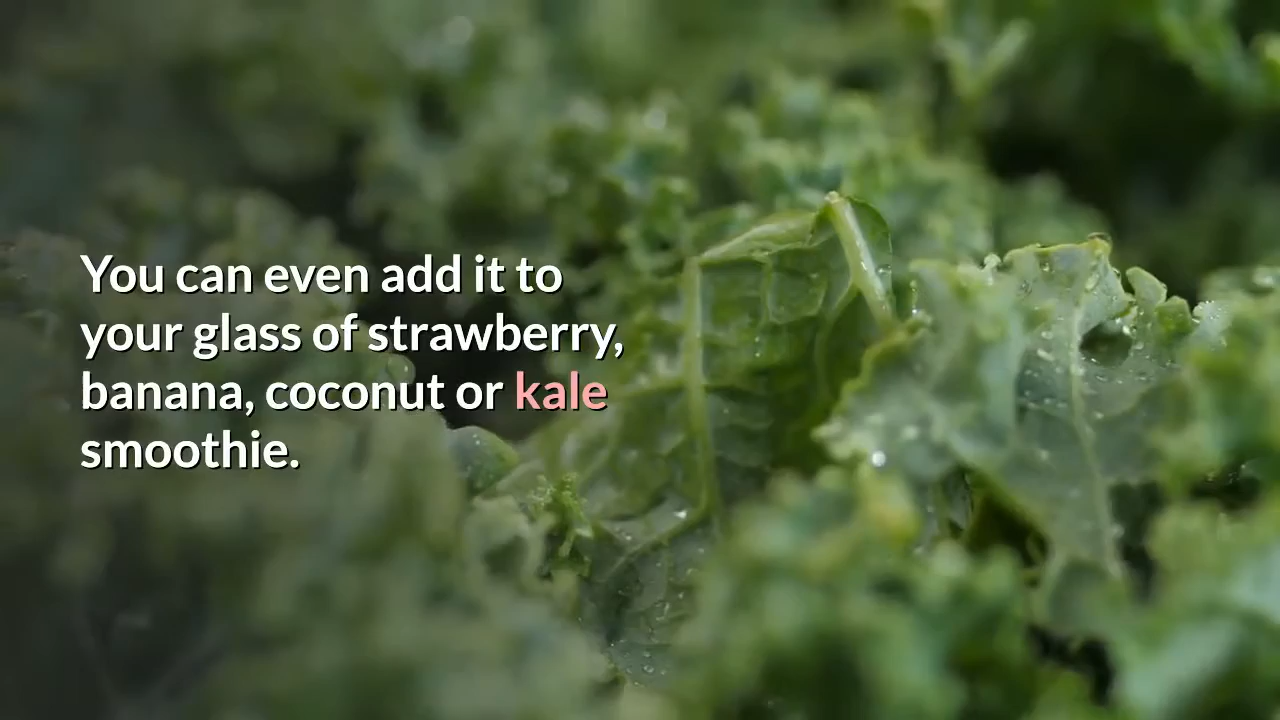 You can even add it to
your glass of strawberry,
banana, coconut or kale
smoothie.